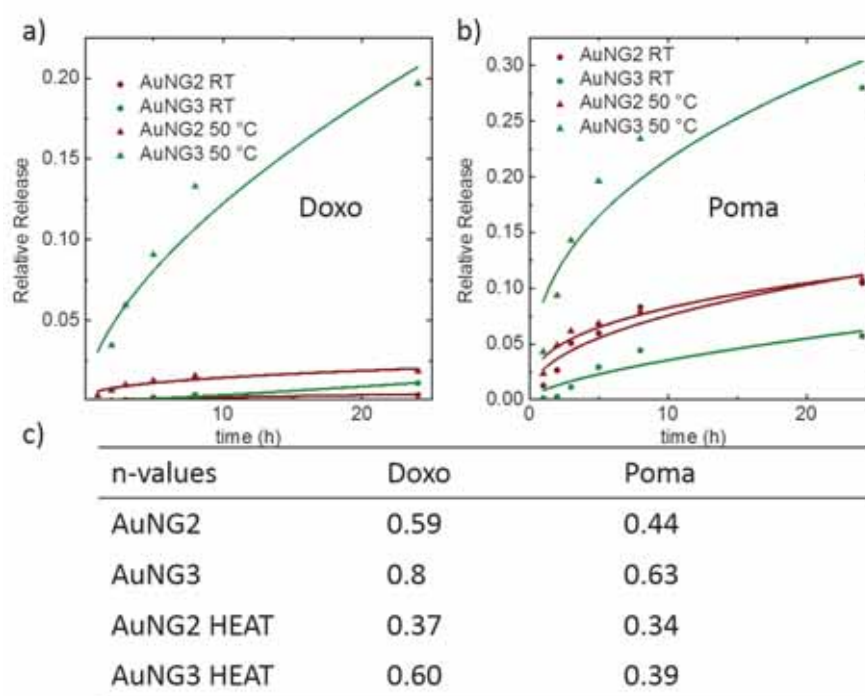 a)
0.20
0.15
0.10
0.05
Relative Release
AuNG2 RT
AuNG3 RT
AuNG2 50 °C
AuNG3 50 °C
Doxo
10
20
time (h)
b)
0.30
0.25
0.20
0.15
0.10
0.05
0.00
Relative Release
AuNG2 RT
AuNG3 RT
AuNG2 50 °C
AuNG3 50 °C
Poma
0
10
20
time (h)
c)
n-values Doxo Poma
AuNG2 0.59 0.44
AuNG3 0.8 0.63
AuNG2 HEAT 0.37 0.34
AuNG3 HEAT 0.60 0.39